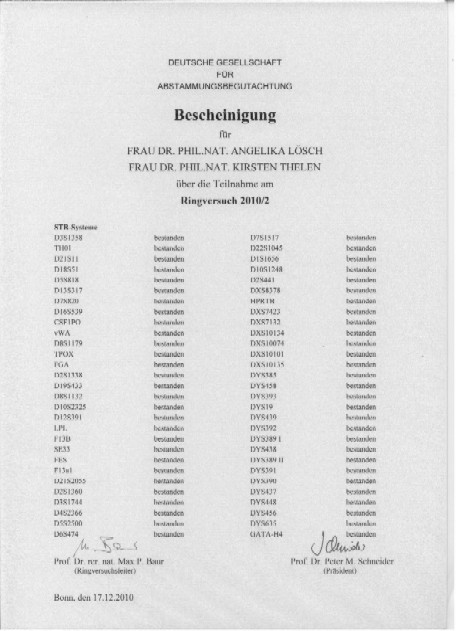 DEUTSCHE GESELLSCHAFT
FÜR
ABSTAMMUNGSBEGUTACHTUNG
Bescheinigung
für
FRAU DR. PHIL.NAT. ANGELIKA LÖSCH
FRAU DR. PHIL.NAT. KIRSTEN THELEN
über die Teilnahme am
Ringversuch 2010/2
STR-Systeme
D3S1358 bestanden D7S1517 bestanden
TH01 bestanden D22S1045 bestanden
D21S11 bestanden D1S1656 bestanden
D18S51 bestanden D10S1248 bestanden
D5S818 bestanden D2S441 bestanden
D13S317 bestanden DXS8378 bestanden
D7S820 bestanden HPRTB bestanden
D16S539 bestanden DXS7423 bestanden
CSF1PO bestanden DXS7132 bestanden
vWA bestanden DXS10134 bestanden
D8S1179 bestanden DXS10074 bestanden
TPOX bestanden DXS10101 bestanden
FGA bestanden DXS10135 bestanden
D2S1338 bestanden DYS385 bestanden
D19S433 bestanden DYS458 bestanden
D8S1132 bestanden DYS393 bestanden
D10S2325 bestanden DYS19 bestanden
D12S391 bestanden DYS439 bestanden
LPL bestanden DYS392 bestanden
F13B bestanden DYS389 I bestanden
SE33 bestanden DYS438 bestanden
FES bestanden DYS389 II bestanden
F13a1 bestanden DYS391 bestanden
D21S2055 bestanden DYS390 bestanden
D2S1360 bestanden DYS437 bestanden
D3S1744 bestanden DYS448 bestanden
D4S2366 bestanden DYS456 bestanden
D5S2500 bestanden DYS635 bestanden
D6S474 bestanden GATA-H4 bestanden
Prof. Dr. rer. nat. Max P. Baur Prof. Dr. Peter M. Schneider
(Ringversuchsleiter) (Präsident)
Bonn, den 17.12.2010